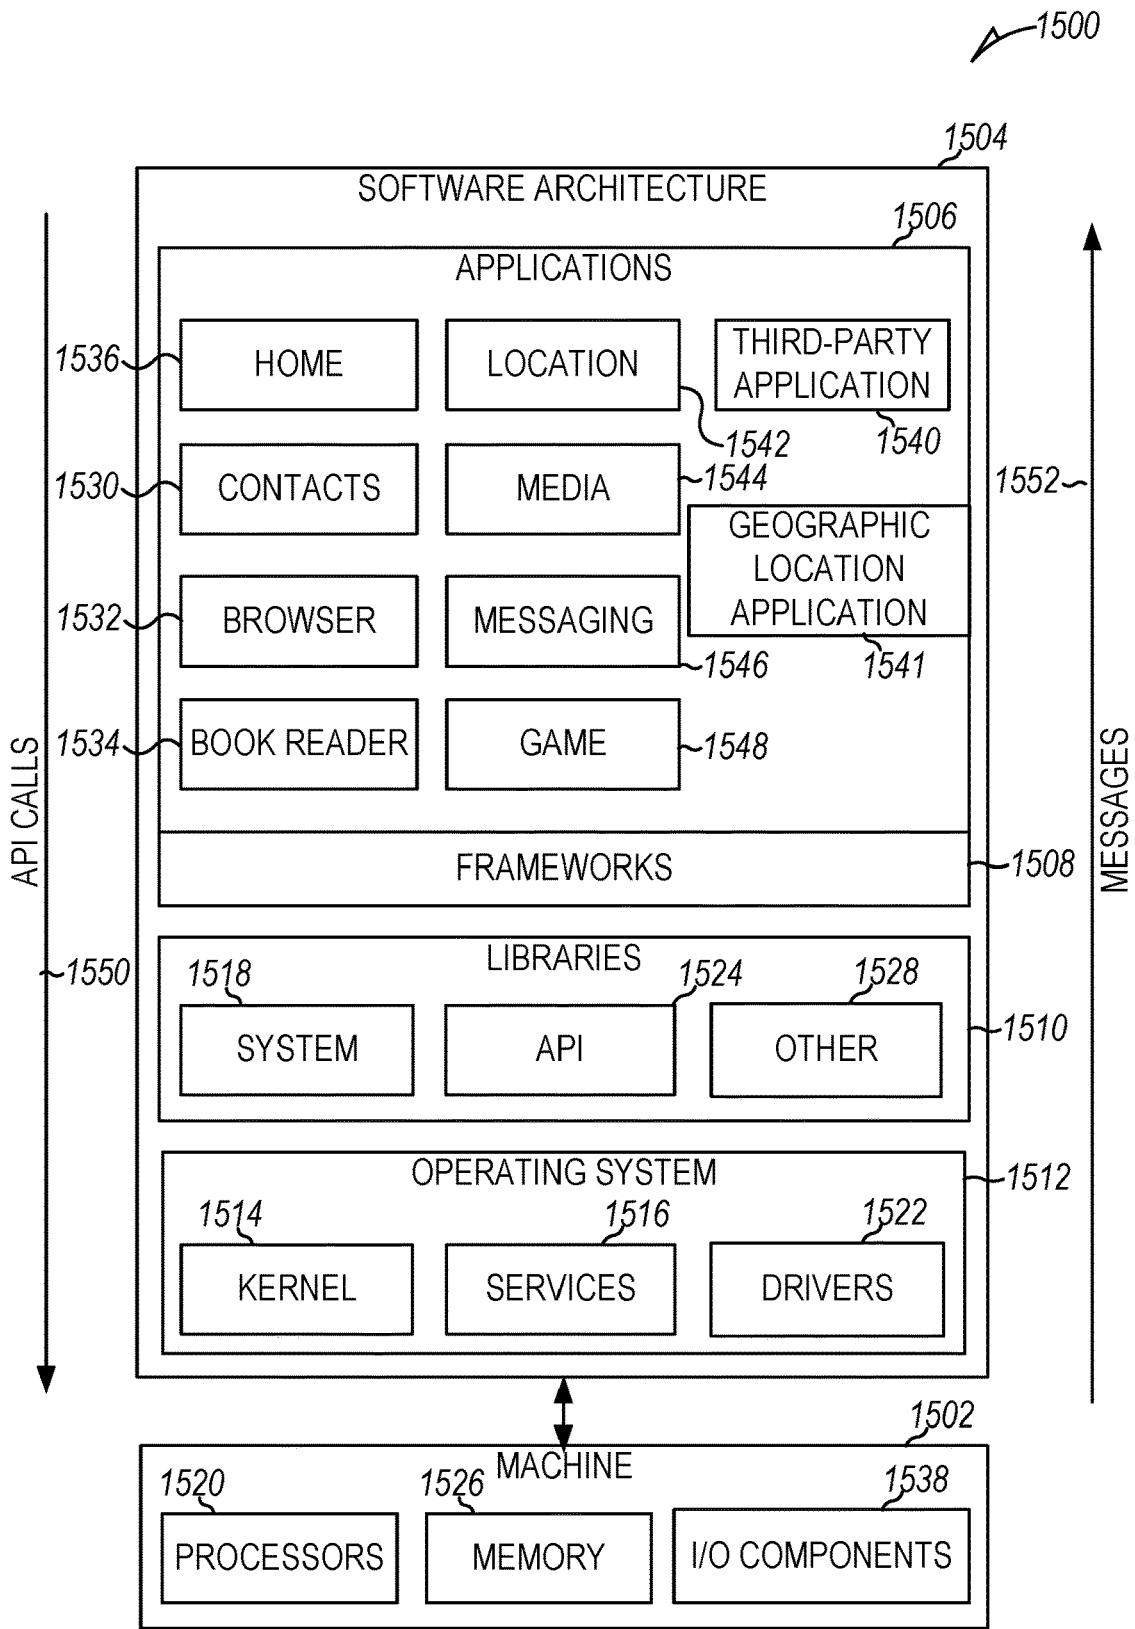 1500
1504
SOFTWARE ARCHITECTURE
1506
APPLICATIONS
1536
HOME
LOCATION
1542
THIRD-PARTY
APPLICATION
1540
1530
CONTACTS
MEDIA
1544
GEOGRAPHIC
LOCATION
APPLICATION
1541
1532
BROWSER
MESSAGING
1546
1534
BOOK READER
GAME
1548
FRAMEWORKS
1508
API CALLS
1550
1552
MESSAGES
LIBRARIES
1510
1518
SYSTEM
1524
API
1528
OTHER
OPERATING SYSTEM
1512
1514
KERNEL
1516
SERVICES
1522
DRIVERS
1502
MACHINE
1520
PROCESSORS
1526
MEMORY
1538
I/O COMPONENTS